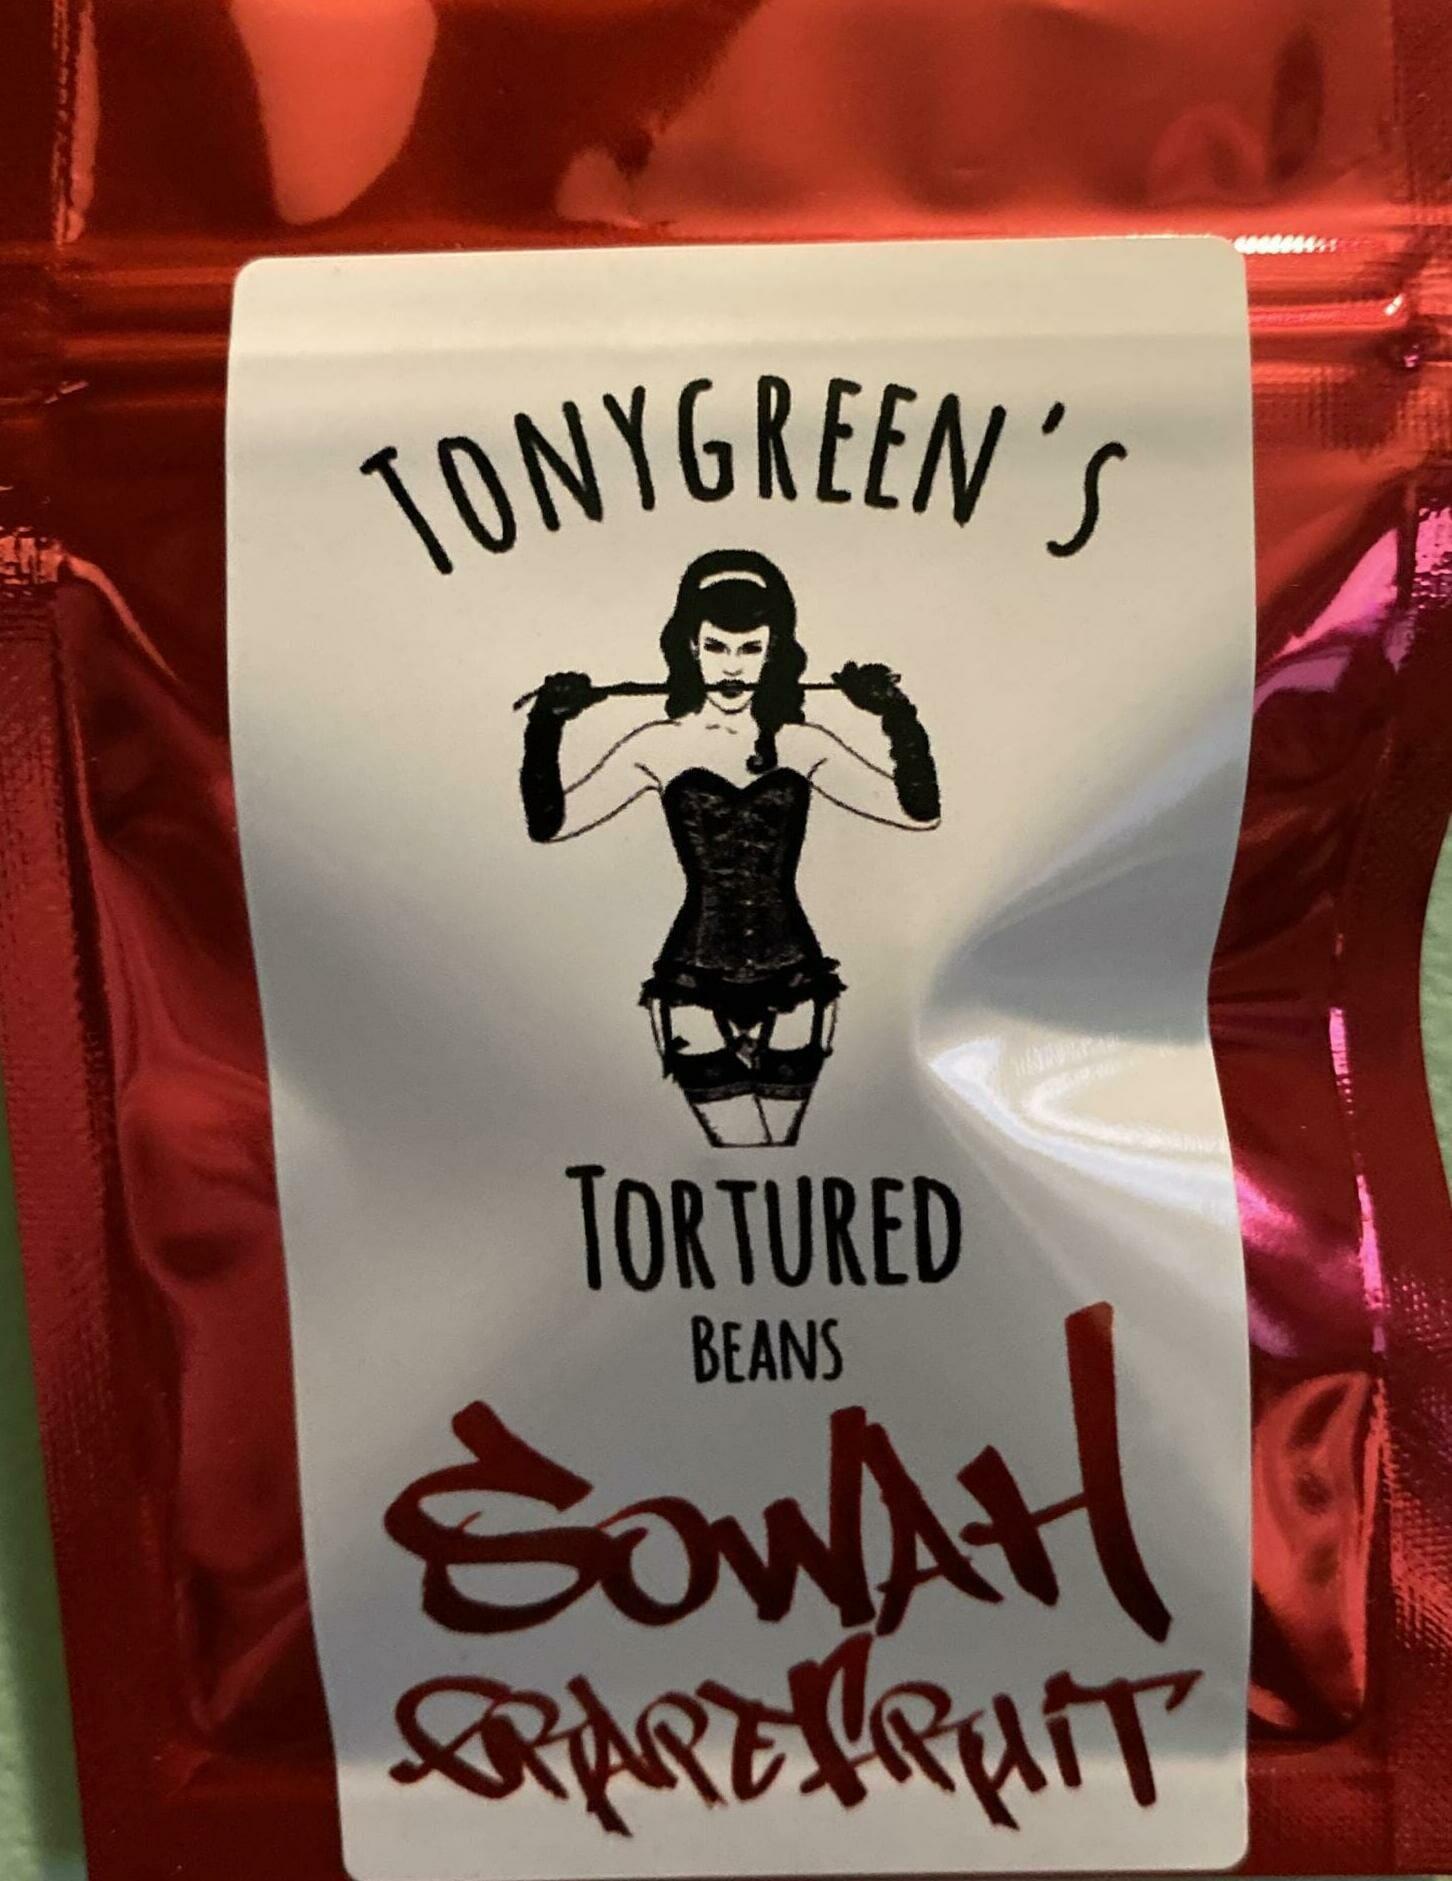 TONYGREEN'S
TORTURED
BEANS
SOWAH
GRAPEFRUIT